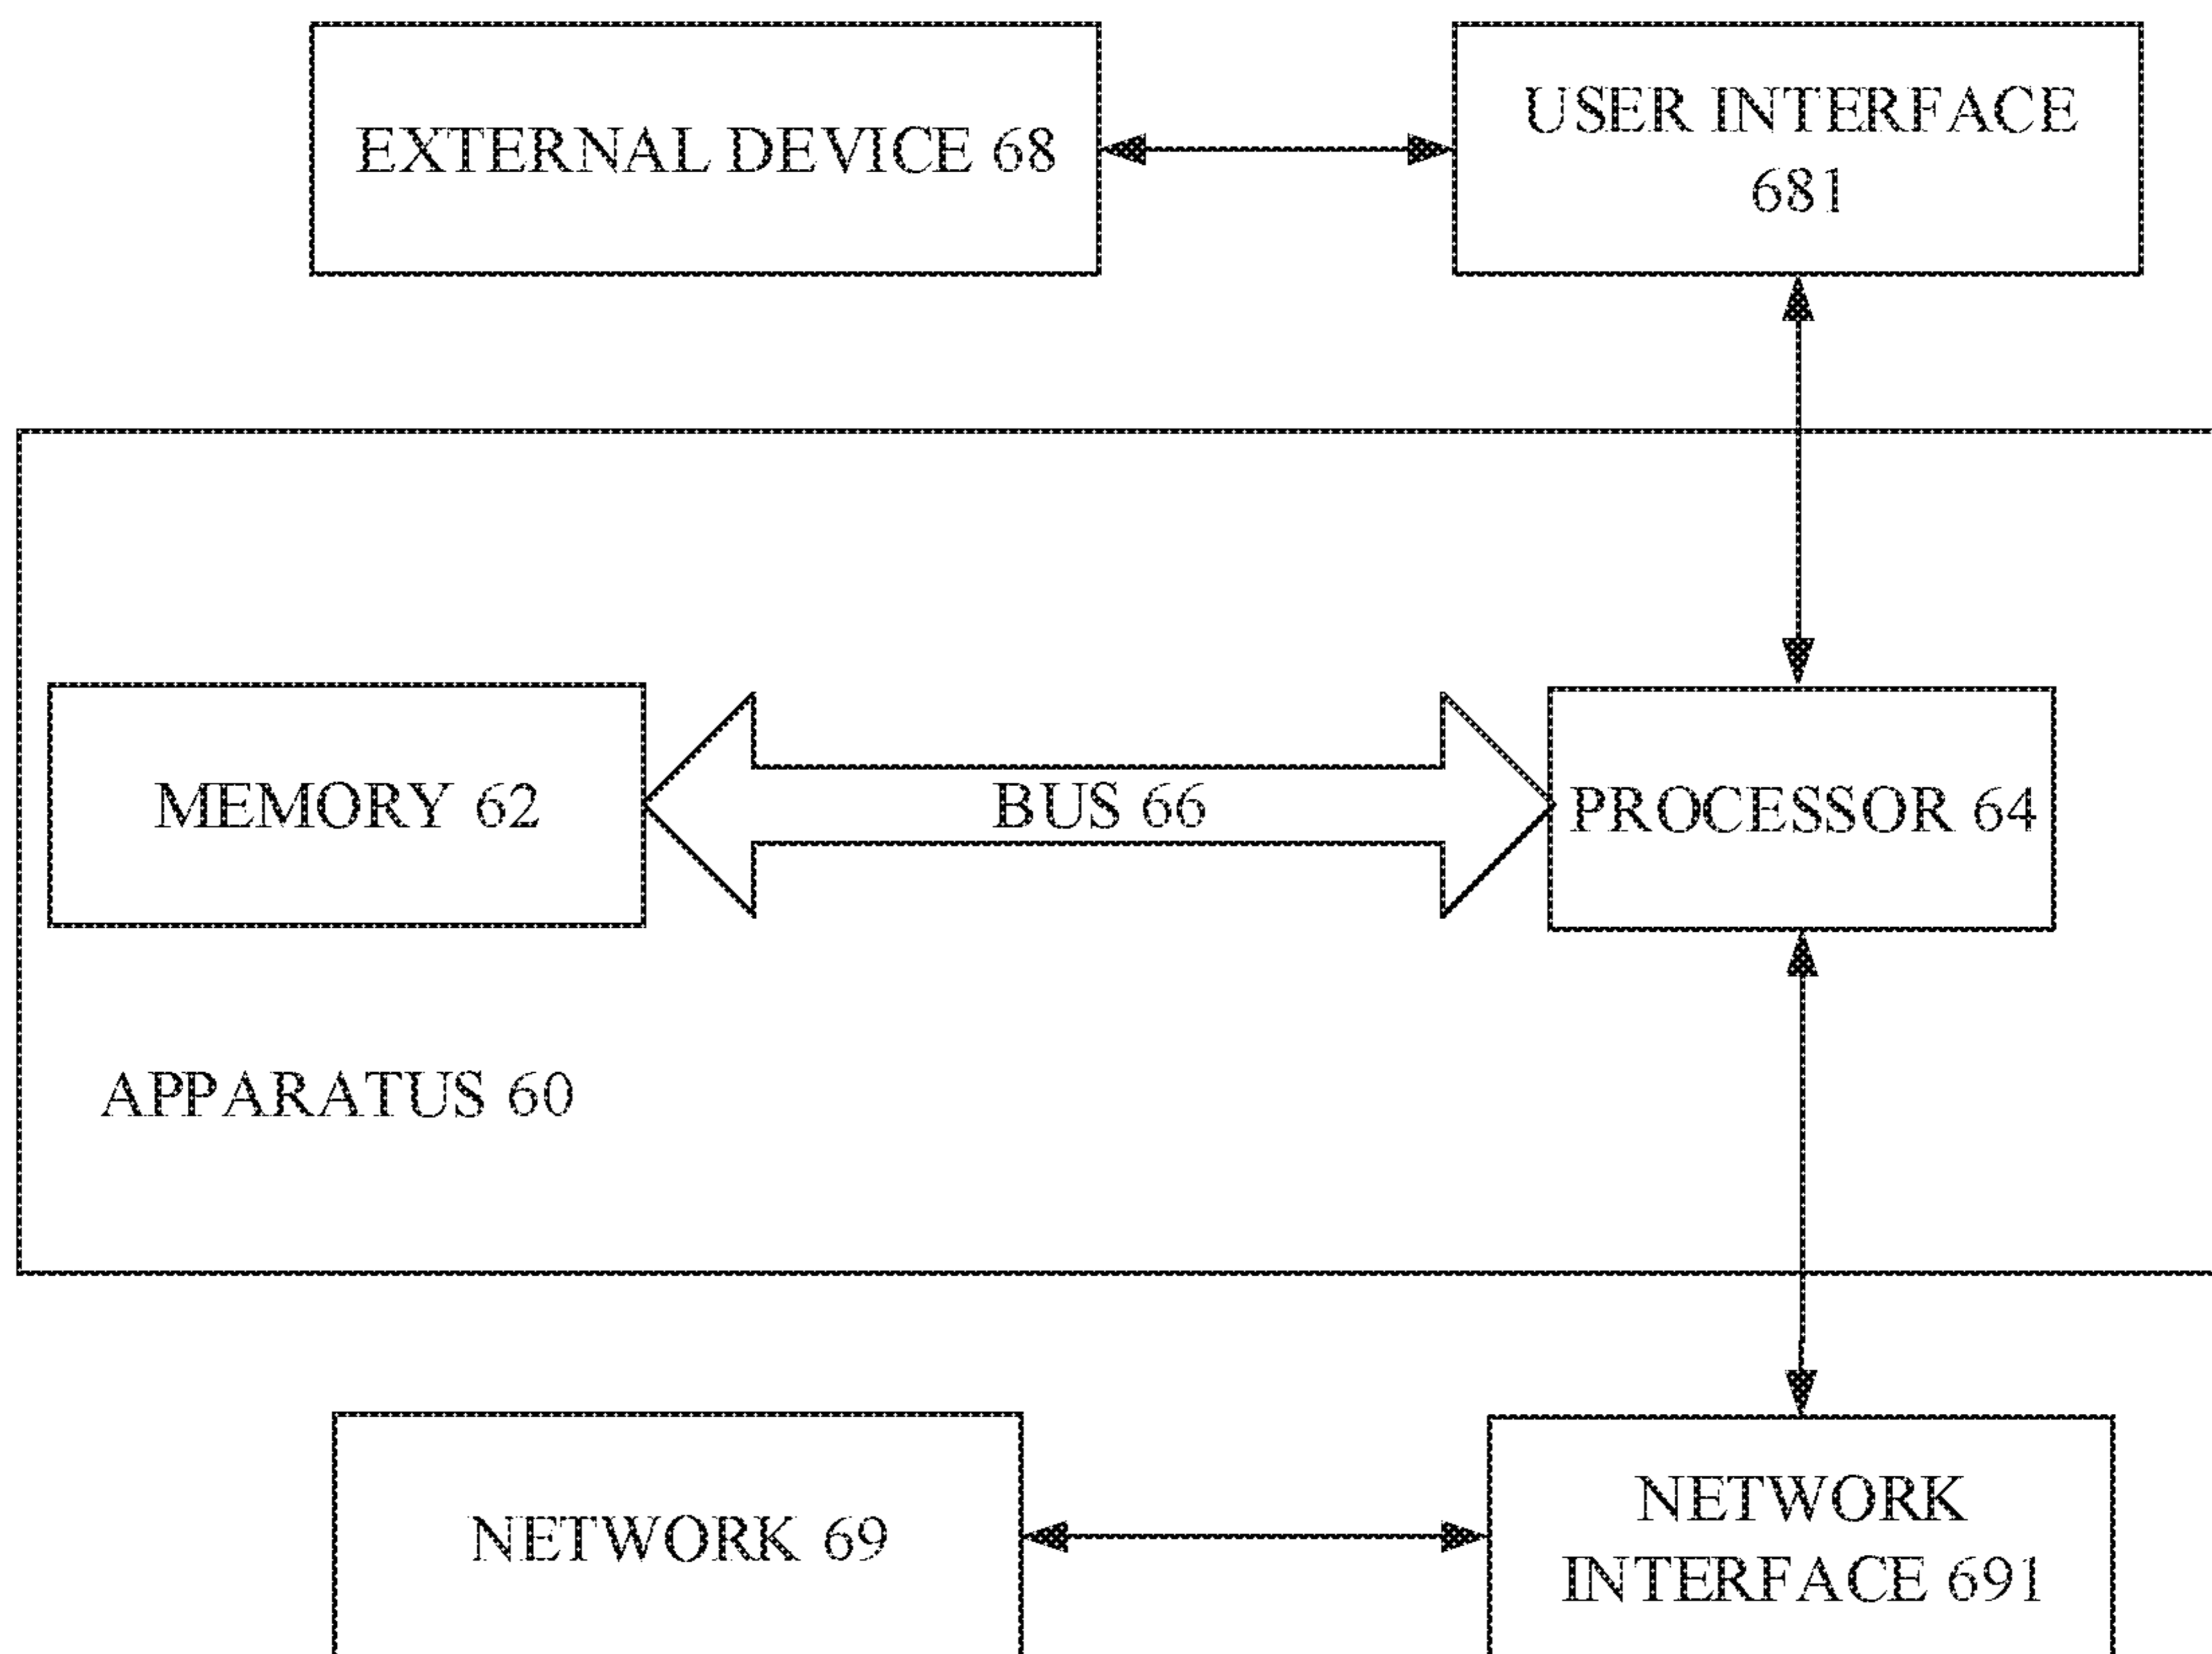 EXTERNAL DEVICE 68
USER INTERFACE
681
MEMORY 62
BUS 66
PROCESSOR 64
APPARATUS 60
NETWORK 69
NETWORK
INTERFACE 691